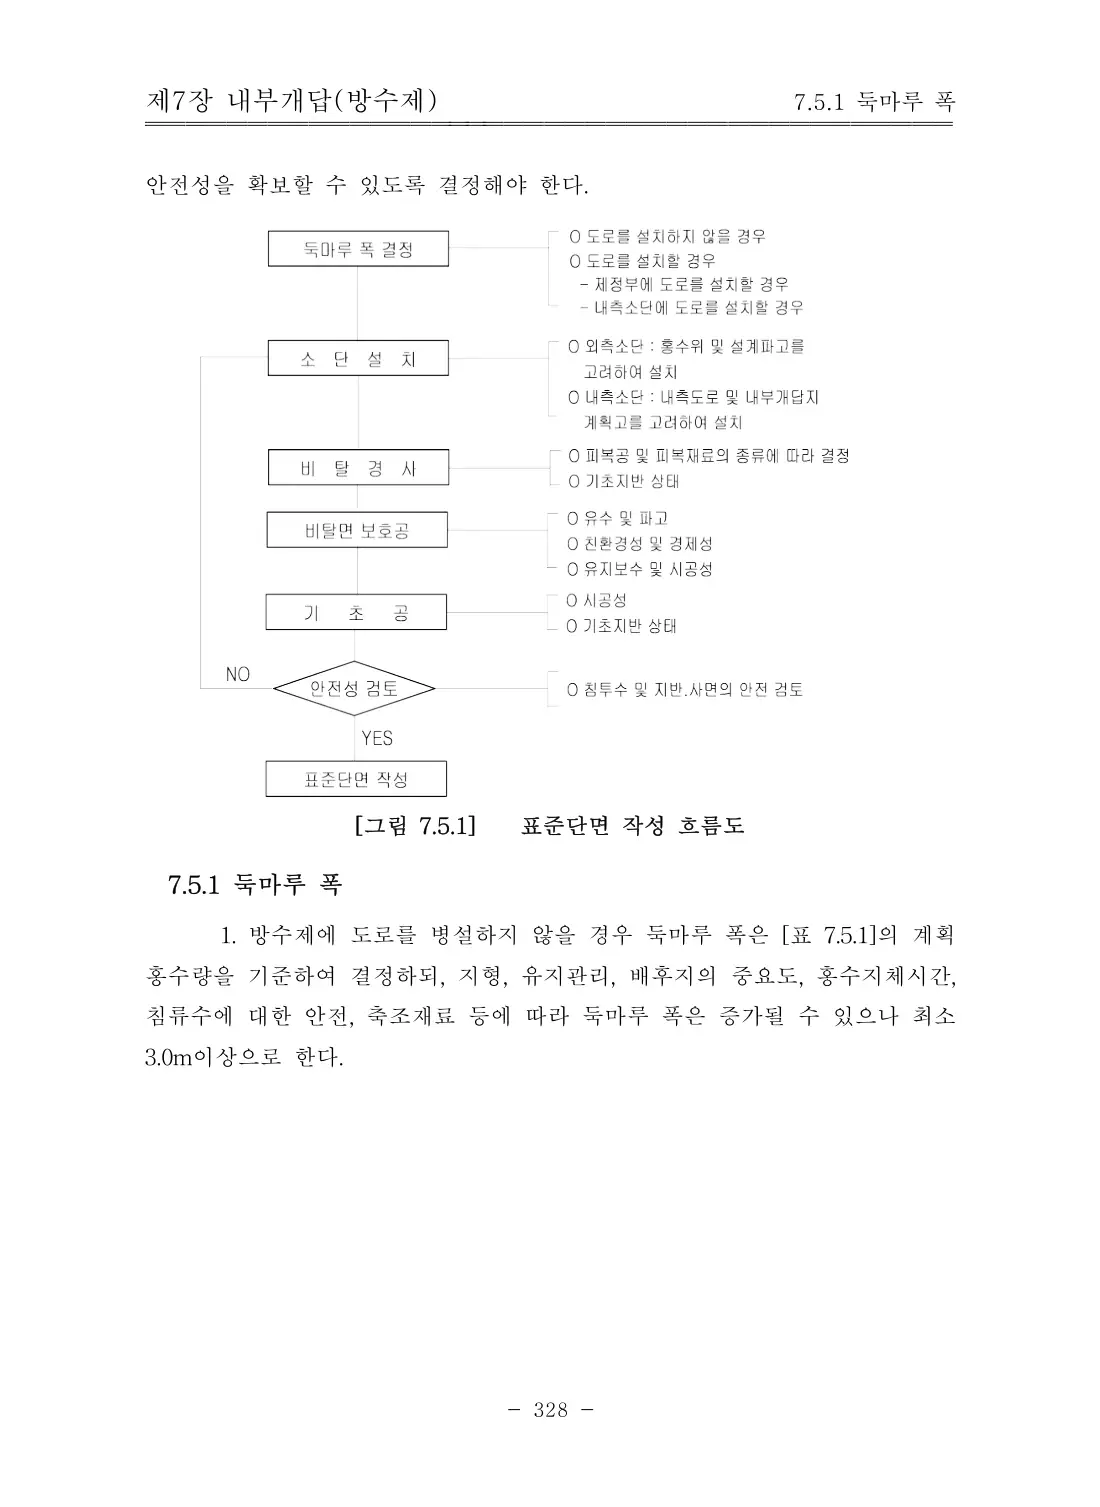 제7장 내부개답(방수제)
7.5.1 둑마루 폭
안전성을 확보할 수 있도록 결정해야 한다.
둑마루 폭 결정
O 도로를 설치하지 않을 경우
O 도로를 설치할 경우
- 제정부에 도로를 설치할 경우
- 내측소단에 도로를 설치할 경우
소 단 설 치
O 외측소단 : 홍수위 및 설계파고를
고려하여 설치
O 내측소단 : 내측도로 및 내부개답지
계획고를 고려하여 설치
비 탈 경 사
O 피복공 및 피복재료의 종류에 따라 결정
O 기초지반 상태
비탈면 보호공
O 유수 및 파고
O 친환경성 및 경제성
O 유지보수 및 시공성
기 초 공
O 시공성
O 기초지반 상태
NO
안전성 검토
O 침투수 및 지반.사면의 안전 검토
YES
표준단면 작성
[그림 7.5.1] 표준단면 작성 흐름도
7.5.1 둑마루 폭
1. 방수제에 도로를 병설하지 않을 경우 둑마루 폭은 [표 7.5.1]의 계획
홍수량을 기준하여 결정하되, 지형, 유지관리, 배후지의 중요도, 홍수지체시간,
침류수에 대한 안전, 축조재료 등에 따라 둑마루 폭은 증가될 수 있으나 최소
3.0m이상으로 한다.
- 328 -